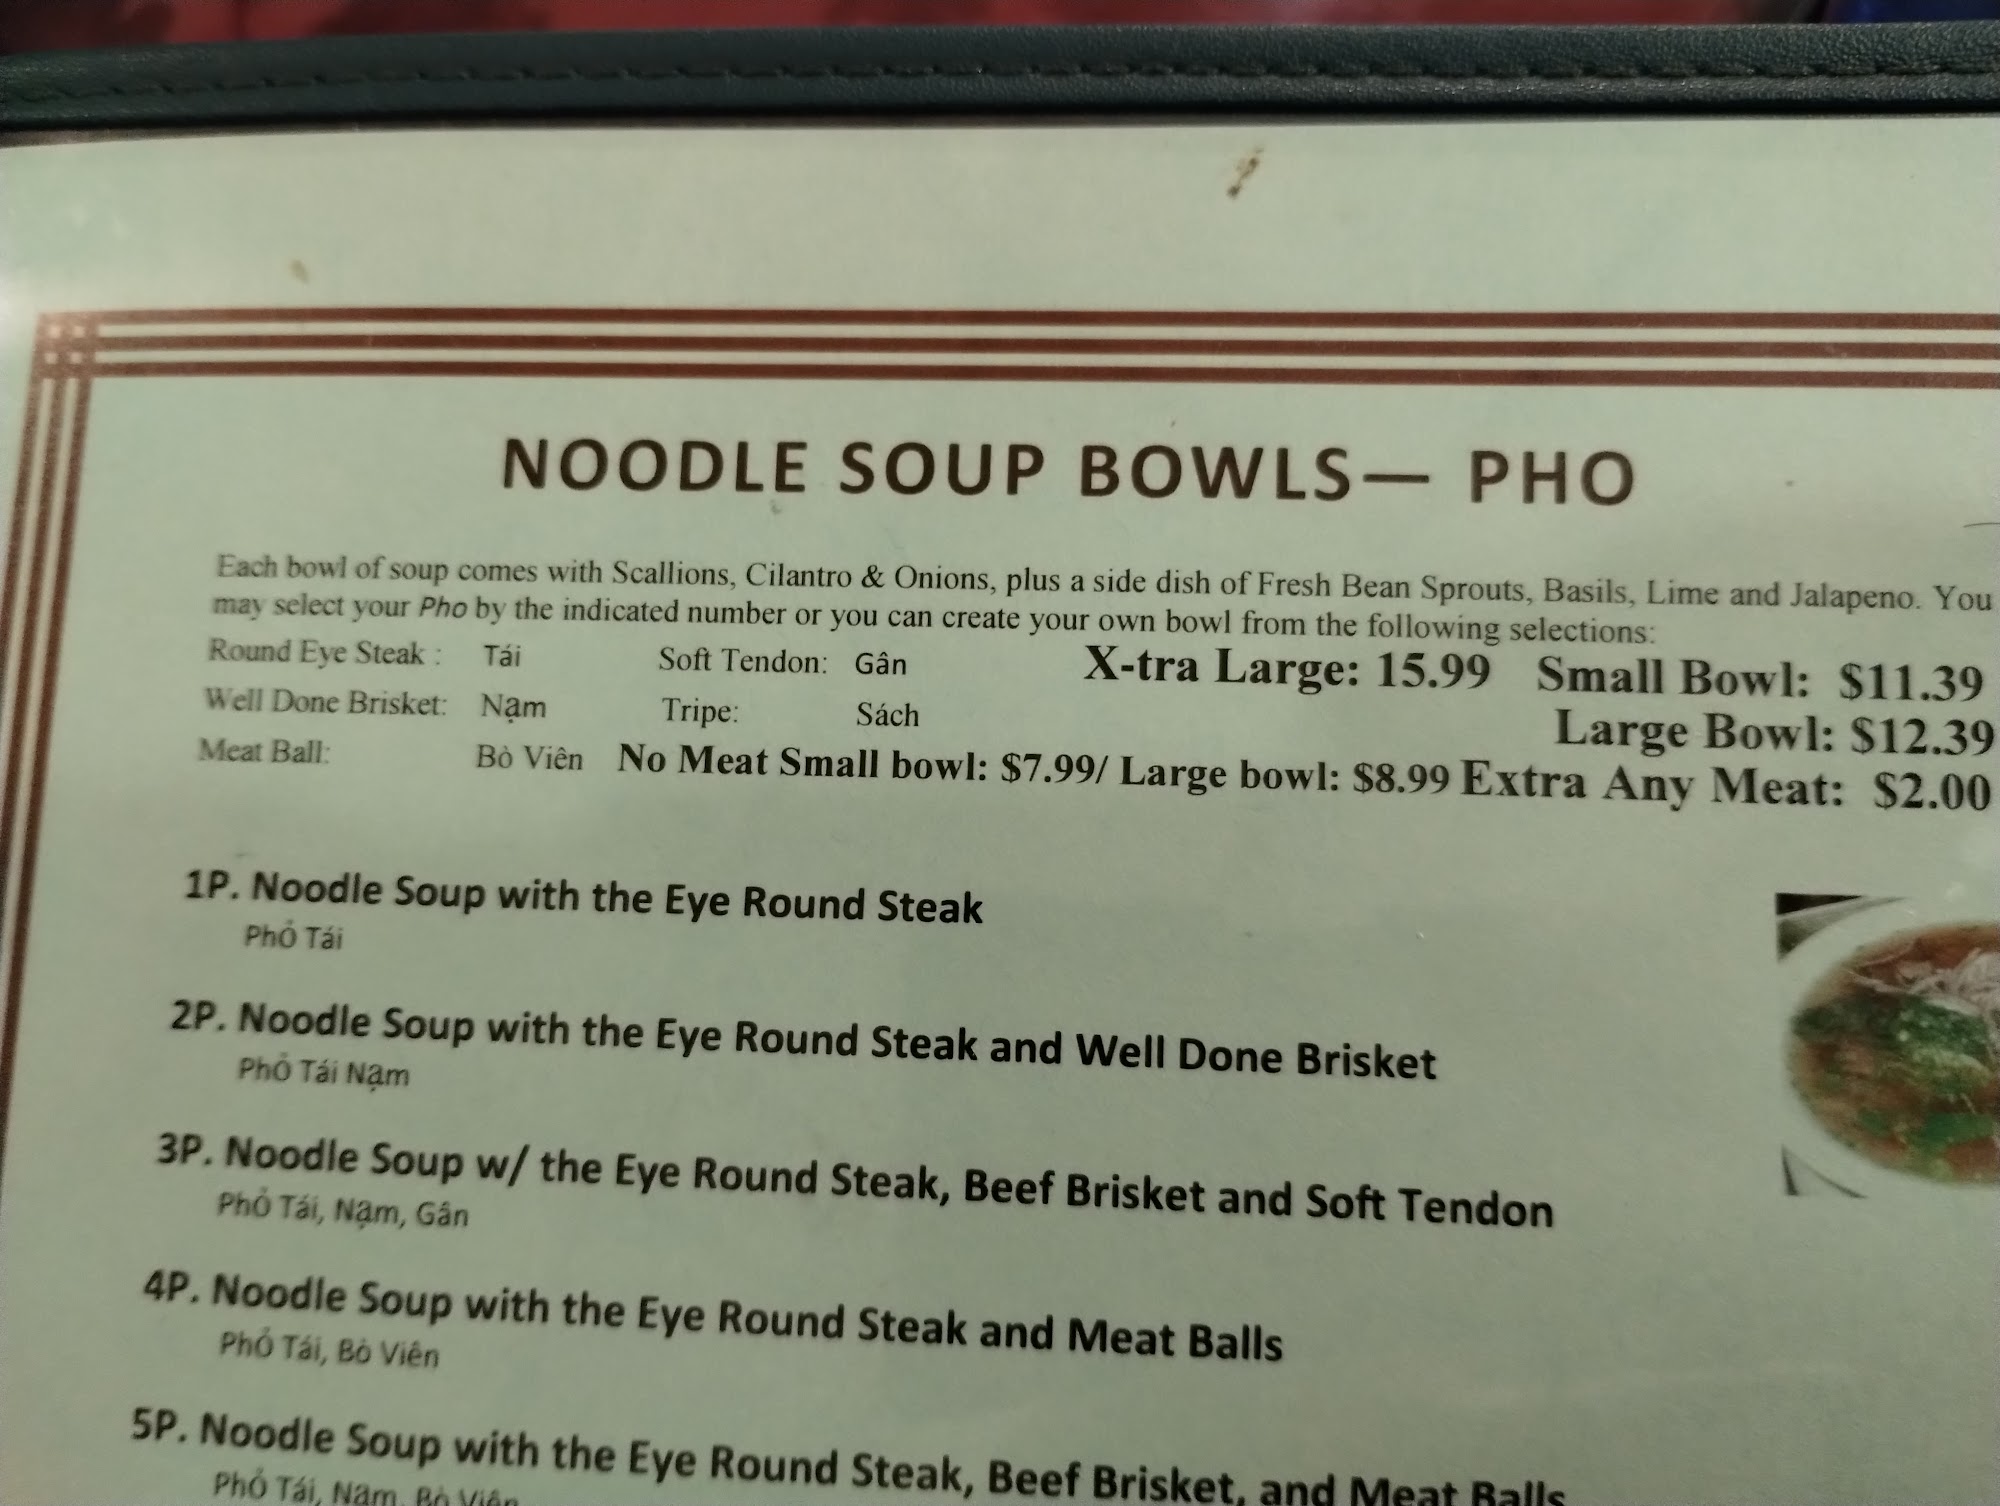 NOODLE SOUP BOWLS— PHO
Each bowl of soup comes with Scallions, Cilantro & Onions, plus a side dish of Fresh Bean Sprouts, Basils, Lime and Jalapeno. You
may select your Pho by the indicated number or you can create your own bowl from the following selections:
Round Eye Steak : Tái Soft Tendon: Gân X-tra Large: 15.99 Small Bowl: $11.39
Well Done Brisket: Nạm Tripe: Sách Large Bowl: $12.39
Meat Ball: Bò Viên No Meat Small bowl: $7.99/ Large bowl: $8.99 Extra Any Meat: $2.00
1P. Noodle Soup with the Eye Round Steak
Phở Tái
2P. Noodle Soup with the Eye Round Steak and Well Done Brisket
Phở Tái Nạm
3P. Noodle Soup w/ the Eye Round Steak, Beef Brisket and Soft Tendon
Phở Tái, Nạm, Gân
4P. Noodle Soup with the Eye Round Steak and Meat Balls
Phở Tái, Bò Viên
5P. Noodle Soup with the Eye Round Steak, Beef Brisket, and Meat Balls
Phở Tái, Nạm, Bò Viên